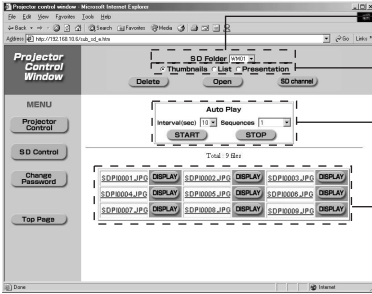 Projector control window - Microsoft Internet Explorer
File Edit View Favorites Tools Help
Back Search Favorites Media
Address http://192.168.10.6/sub_sd_e.htm Go Links
Projector Control Window
SD Folder WM01
Thumbnails List Presentation
Delete Open SD channel
MENU
Projector Control
SD Control
Change Password
Top Page
Auto Play
Interval(sec) 10 Sequences 1
START STOP
Total : 9 files
SDPI0001.JPG DISPLAY SDPI0002.JPG DISPLAY SDPI0003.JPG DISPLAY
SDPI0004.JPG DISPLAY SDPI0005.JPG DISPLAY SDPI0006.JPG DISPLAY
SDPI0007.JPG DISPLAY SDPI0008.JPG DISPLAY SDPI0009.JPG DISPLAY
Done Internet